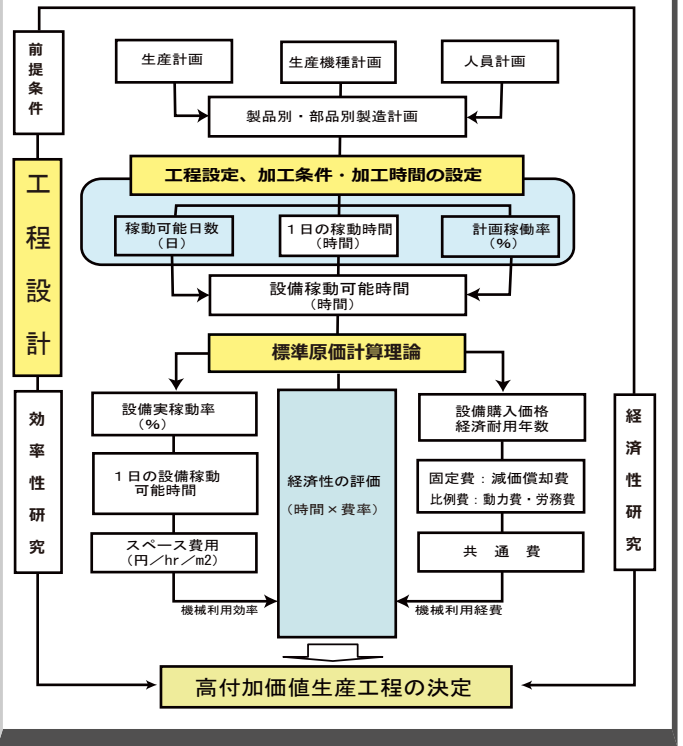 前提条件
生産計画
生産機種計画
人員計画
製品別・部品別製造計画
工程設計
工程設定、加工条件・加工時間の設定
稼動可能日数
(日)
1日の稼動時間
(時間)
計画稼働率
(%)
設備稼動可能時間
(時間)
標準原価計算理論
効率性研究
設備実稼動率
(%)
1日の設備稼動
可能時間
スペース費用
(円/hr/m2)
機械利用効率
経済性の評価
(時間×費率)
設備購入価格
経済耐用年数
固定費:減価償却費
比例費:動力費・労務費
共通費
機械利用経費
経済性研究
高付加価値生産工程の決定